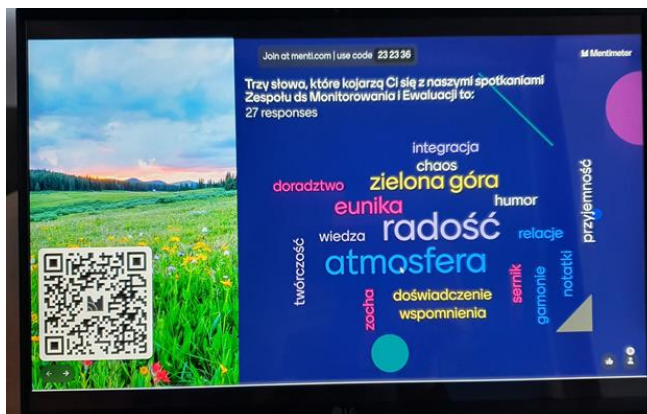 Join at menti.com | use code 23 23 36
Mentimeter
Trzy słowa, które kojarzą Ci się z naszymi spotkaniami
Zespołu ds Monitorowania i Ewaluacji to:
27 responses
integracja
chaos
doradztwo
zielona góra
eunika
humor
przyjemność
wiedza
radość
relacje
twórczość
atmosfera
sernik
gamonie
notatki
zocha
doświadczenie
wspomnienia